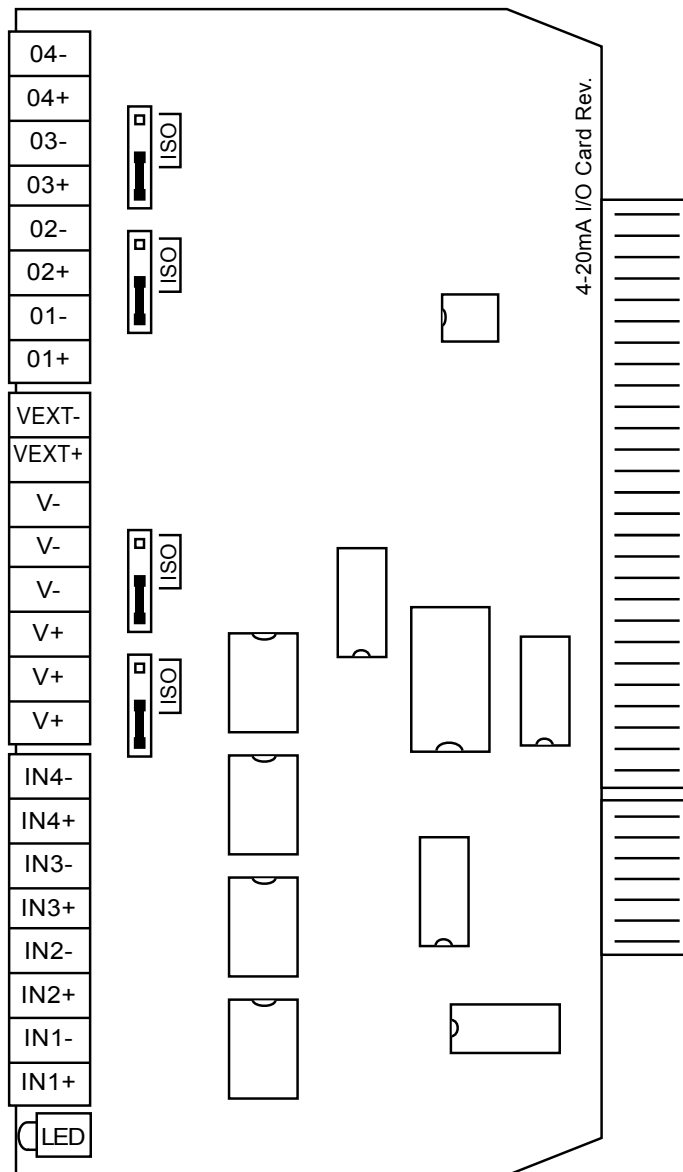 04-
04+
03-
03+
02-
02+
01-
01+
VEXT-
VEXT+
V-
V-
V-
V+
V+
V+
IN4-
IN4+
IN3-
IN3+
IN2-
IN2+
IN1-
IN1+
LED
ISO
ISO
ISO
ISO
4-20mA I/O Card Rev.